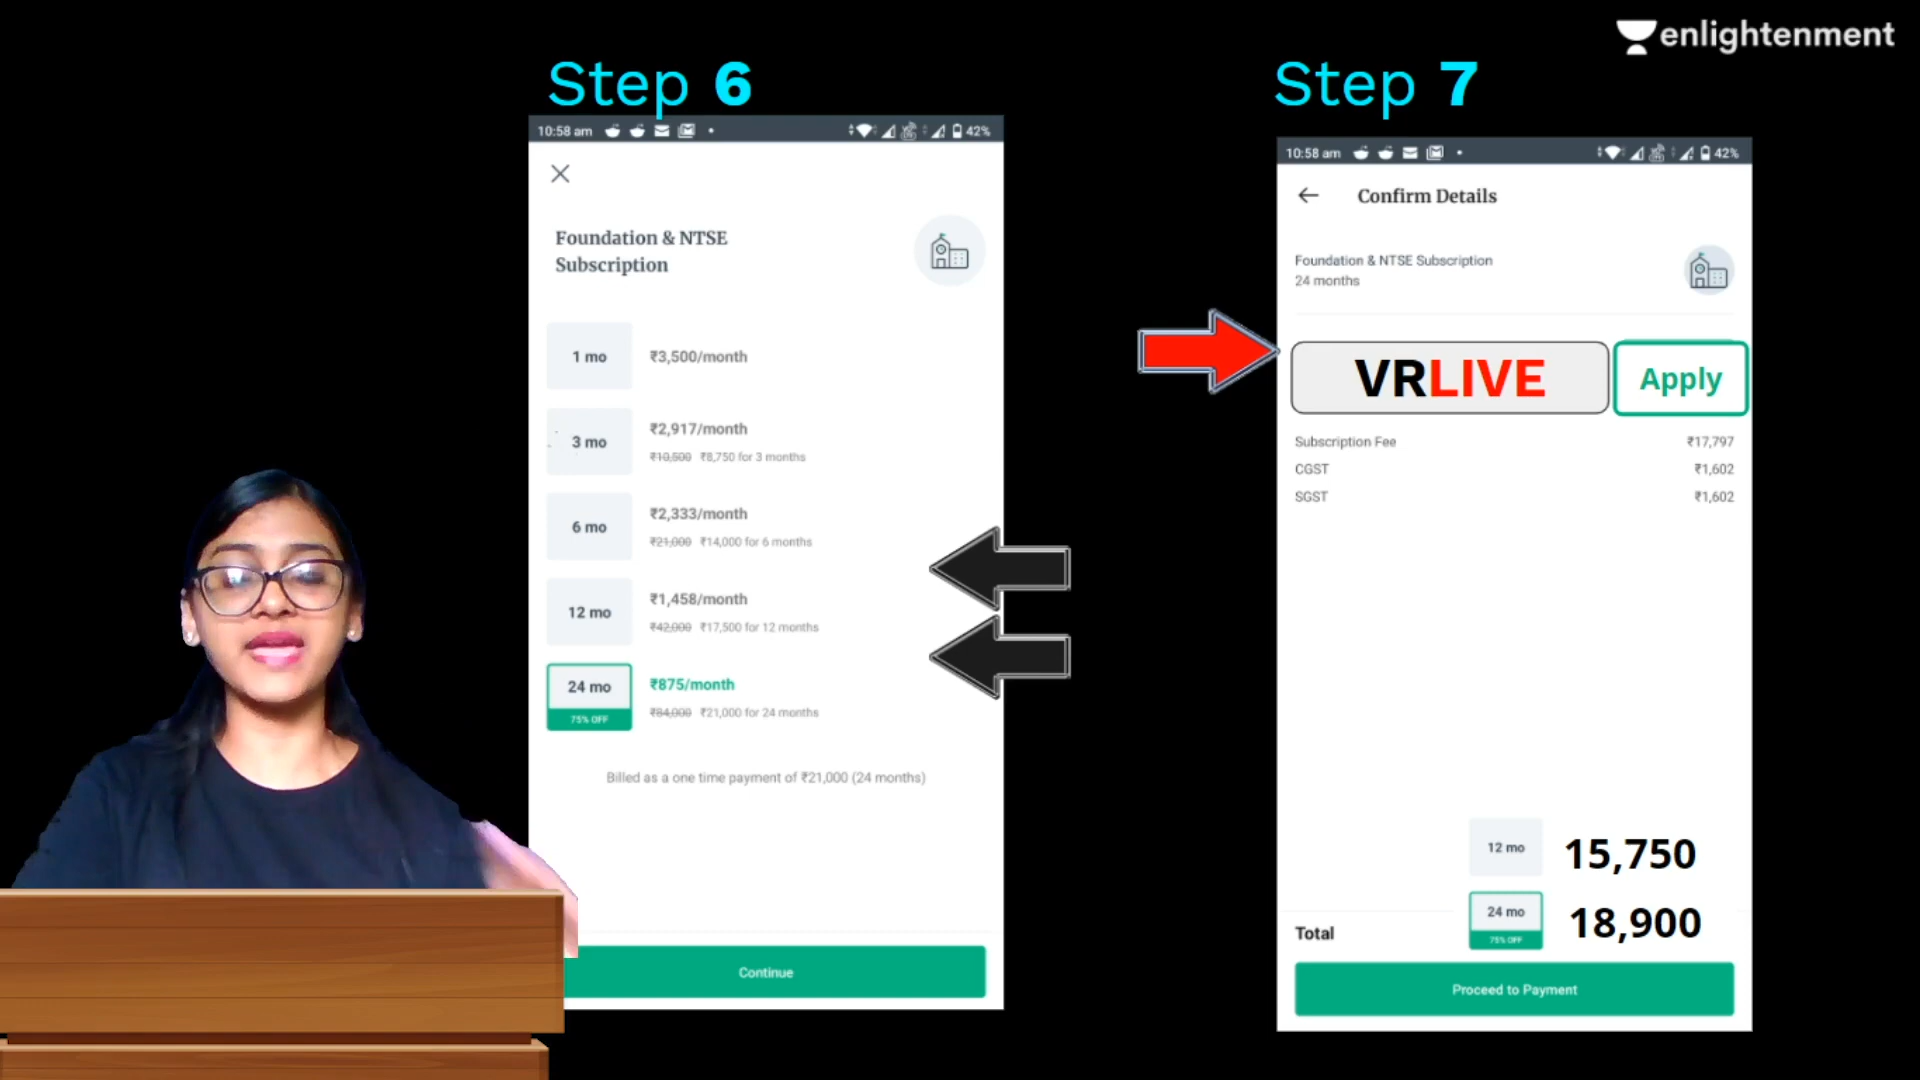 enlightenment
Step 6
10:58 am
42%
Foundation & NTSE
Subscription
1 mo
₹3,500/month
3 mo
₹2,917/month
₹10,500 ₹8,750 for 3 months
6 mo
₹2,333/month
₹21,000 ₹14,000 for 6 months
12 mo
₹1,458/month
₹42,000 ₹17,500 for 12 months
24 mo
75% OFF
₹875/month
₹84,000 ₹21,000 for 24 months
Billed as a one time payment of ₹21,000 (24 months)
Continue
Step 7
10:58 am
42%
Confirm Details
Foundation & NTSE Subscription
24 months
VRLIVE
Apply
Subscription Fee ₹17,797
CGST ₹1,602
SGST ₹1,602
12 mo 15,750
24 mo 18,900
75% OFF
Total
Proceed to Payment